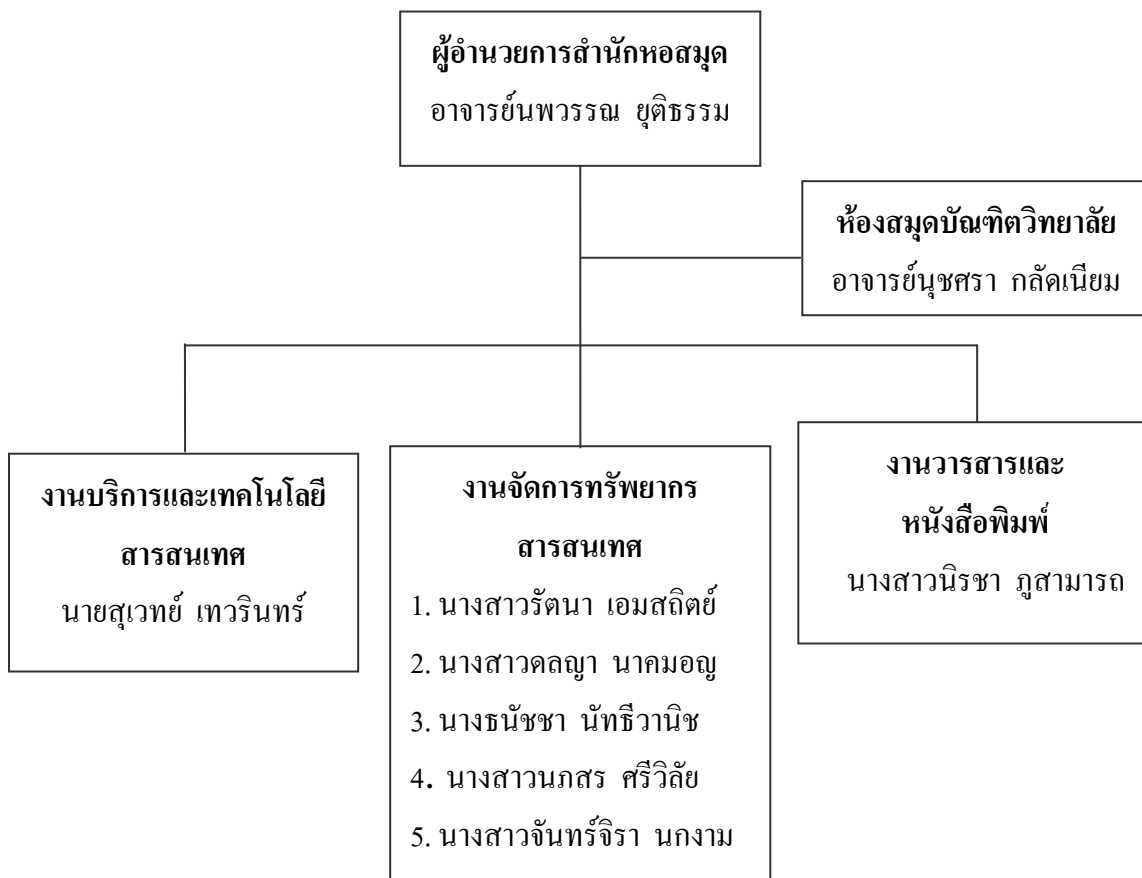 ผู้อำนวยการสำนักหอสมุด
อาจารย์นพวรรณ ยุติธรรม
ห้องสมุดบัณฑิตวิทยาลัย
อาจารย์นุชศรา กลัดเนียม
งานบริการและเทคโนโลยี
สารสนเทศ
นายสุเวทย์ เทวรินทร์
งานจัดการทรัพยากร
สารสนเทศ
1. นางสาวรัตนา เอมสถิตย์
2. นางสาวดลญา นาคมอญ
3. นางธนัชชา นัทธีวานิช
4. นางสาวนภสร ศรีวิลัย
5. นางสาวจันทร์จิรา นกงาม
งานวารสารและ
หนังสือพิมพ์
นางสาวนิรชา ภูสามารถ